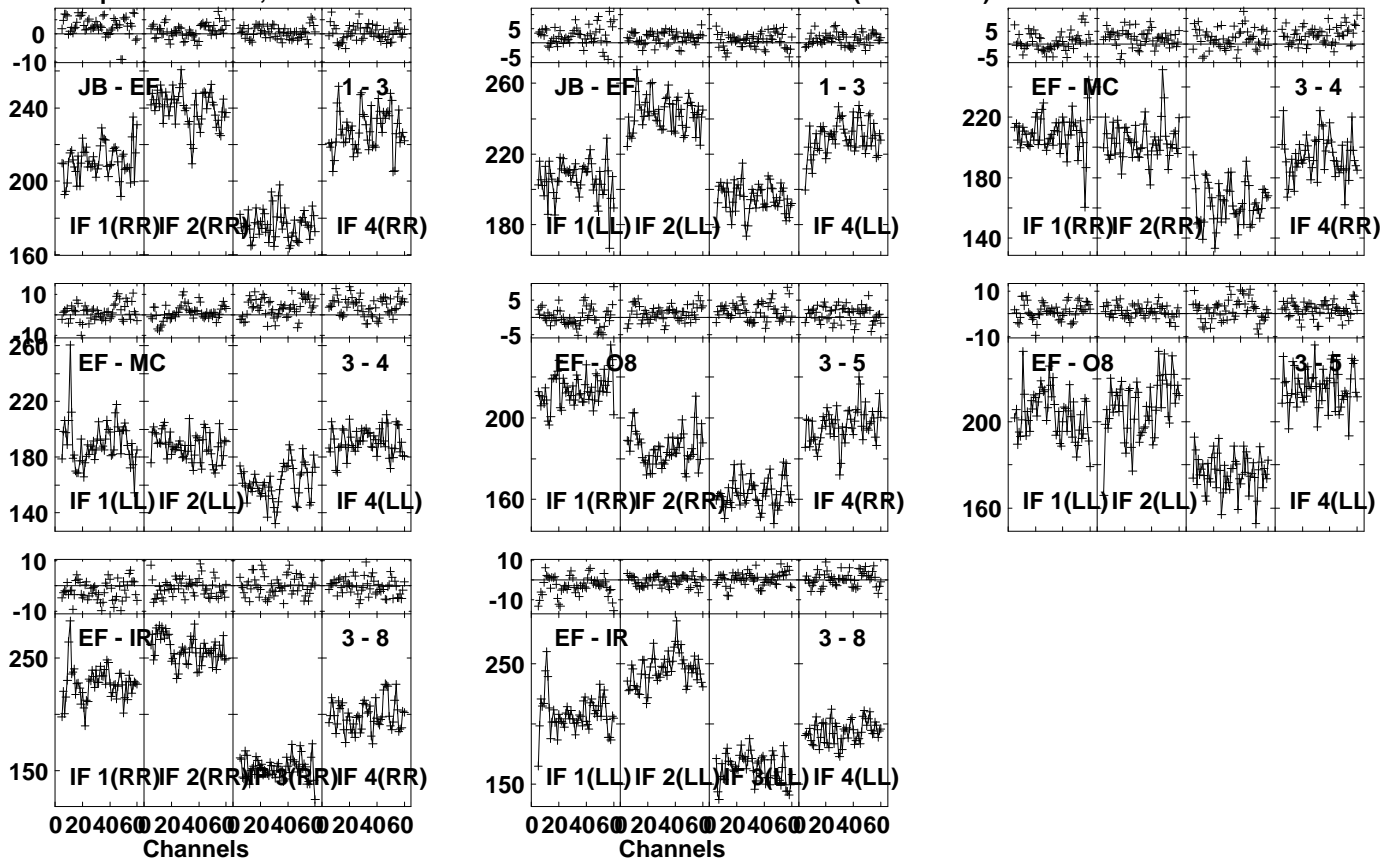 0
-10
JB - EF 1 - 3
240
200
160
IF 1(RR) IF 2(RR) IF 4(RR)
5
-5
JB - EF 1 - 3
260
220
180
IF 1(LL) IF 2(LL) IF 4(LL)
5
-5
EF - MC 3 - 4
220
180
140
IF 1(RR) IF 2(RR) IF 4(RR)
10
-10
EF - MC 3 - 4
260
220
180
140
IF 1(LL) IF 2(LL) IF 4(LL)
5
-5
EF - O8 3 - 5
200
160
IF 1(RR) IF 2(RR) IF 4(RR)
10
-10
EF - O8 3 - 5
200
160
IF 1(LL) IF 2(LL) IF 4(LL)
10
-10
EF - IR 3 - 8
250
150
IF 1(RR) IF 2(RR) IF 3(RR) IF 4(RR)
0 20 40 60 0 20 40 60 0 20 40 60 0 20 40 60
Channels
10
-10
EF - IR 3 - 8
250
150
IF 1(LL) IF 2(LL) IF 3(LL) IF 4(LL)
0 20 40 60 0 20 40 60 0 20 40 60 0 20 40 60
Channels